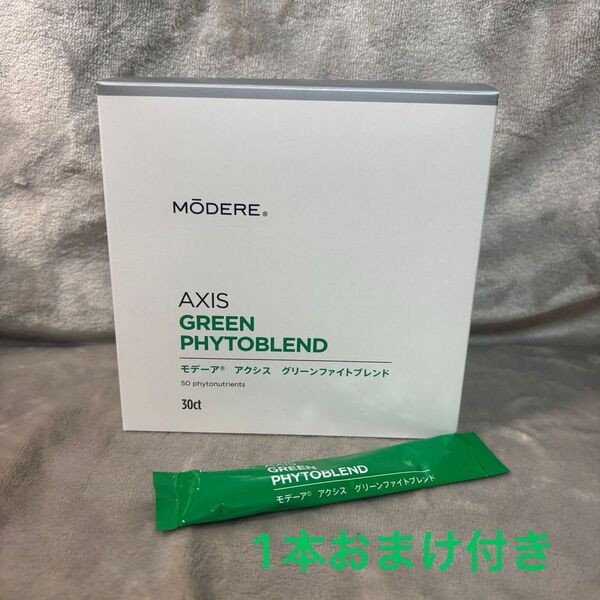 MŌDERE®
AXIS
GREEN
PHYTOBLEND
モデーア® アクシス グリーンファイトブレンド
50 phytonutrients
30ct
GREEN
PHYTOBLEND
モデーア® アクシス グリーンファイトブレンド
1本おまけ付き